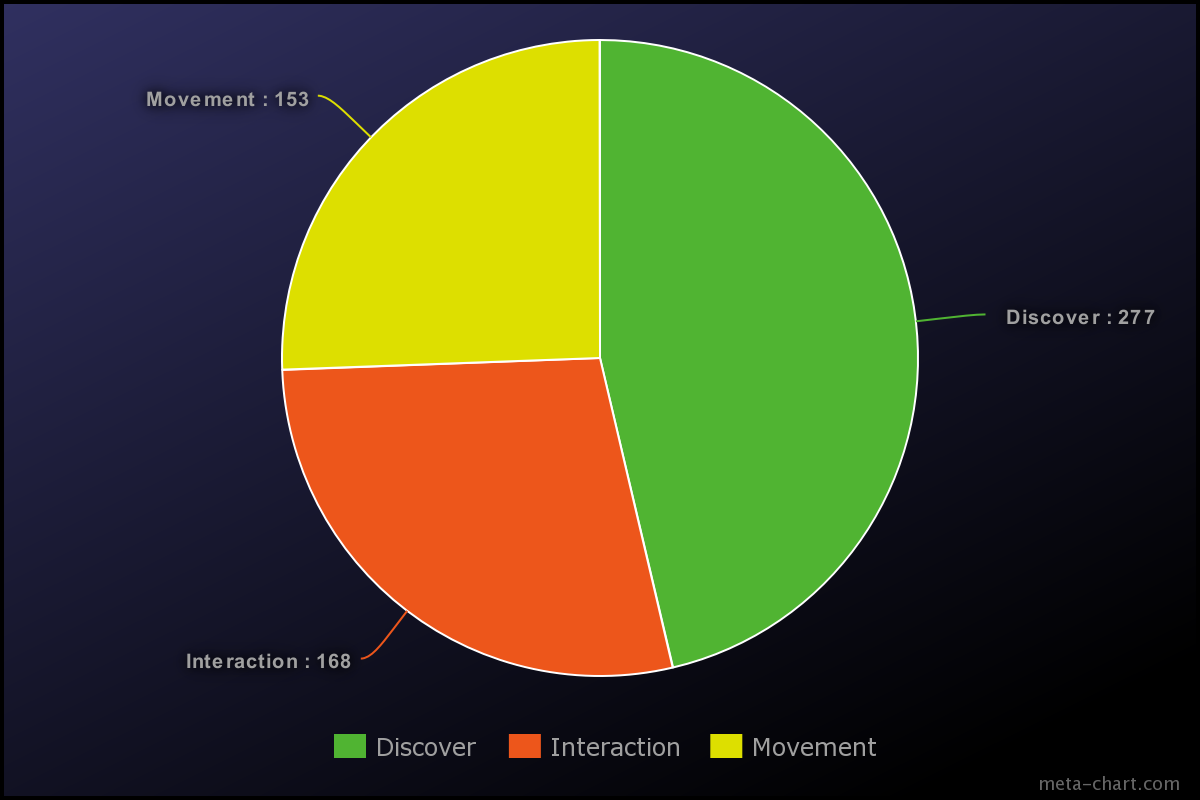 Movement : 153
Discover : 277
Interaction : 168
Discover
Interaction
Movement
meta-chart.com